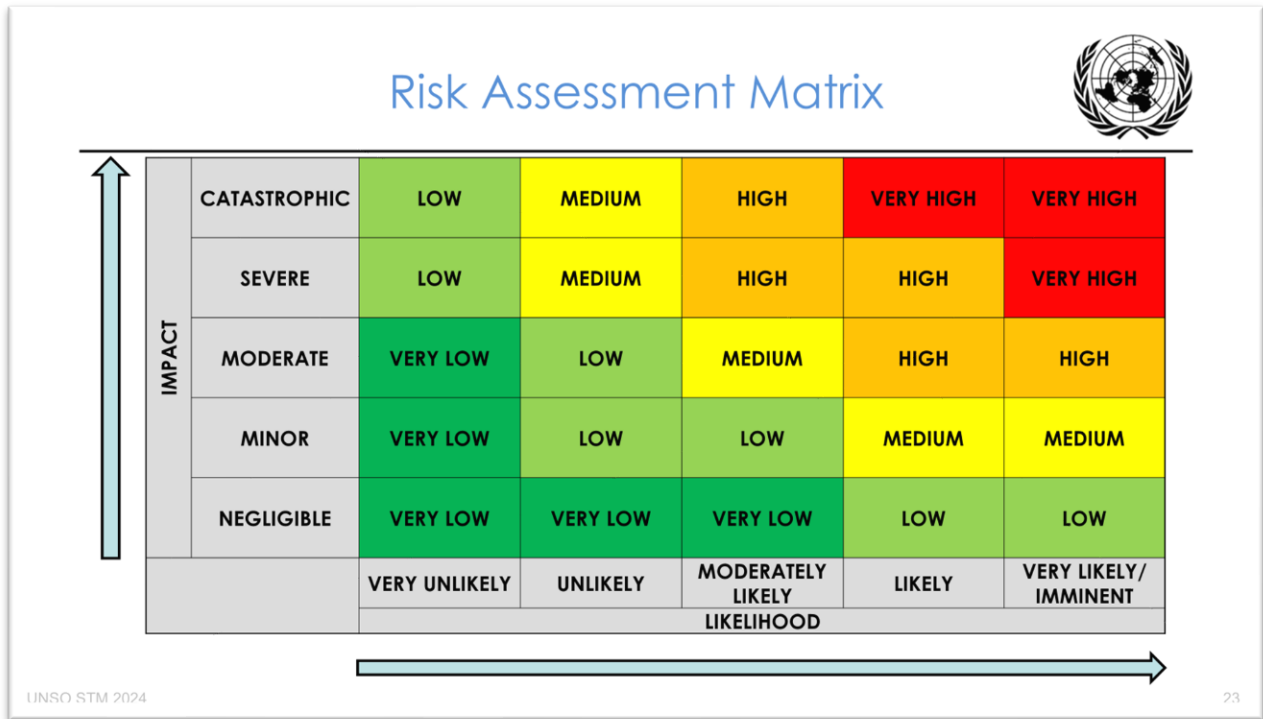 Risk Assessment Matrix
IMPACT
CATASTROPHIC LOW MEDIUM HIGH VERY HIGH VERY HIGH
SEVERE LOW MEDIUM HIGH HIGH VERY HIGH
MODERATE VERY LOW LOW MEDIUM HIGH HIGH
MINOR VERY LOW LOW LOW MEDIUM MEDIUM
NEGLIGIBLE VERY LOW VERY LOW VERY LOW LOW LOW
VERY UNLIKELY UNLIKELY MODERATELY LIKELY LIKELY VERY LIKELY/ IMMINENT
LIKELIHOOD
UNSO STM 2024 23